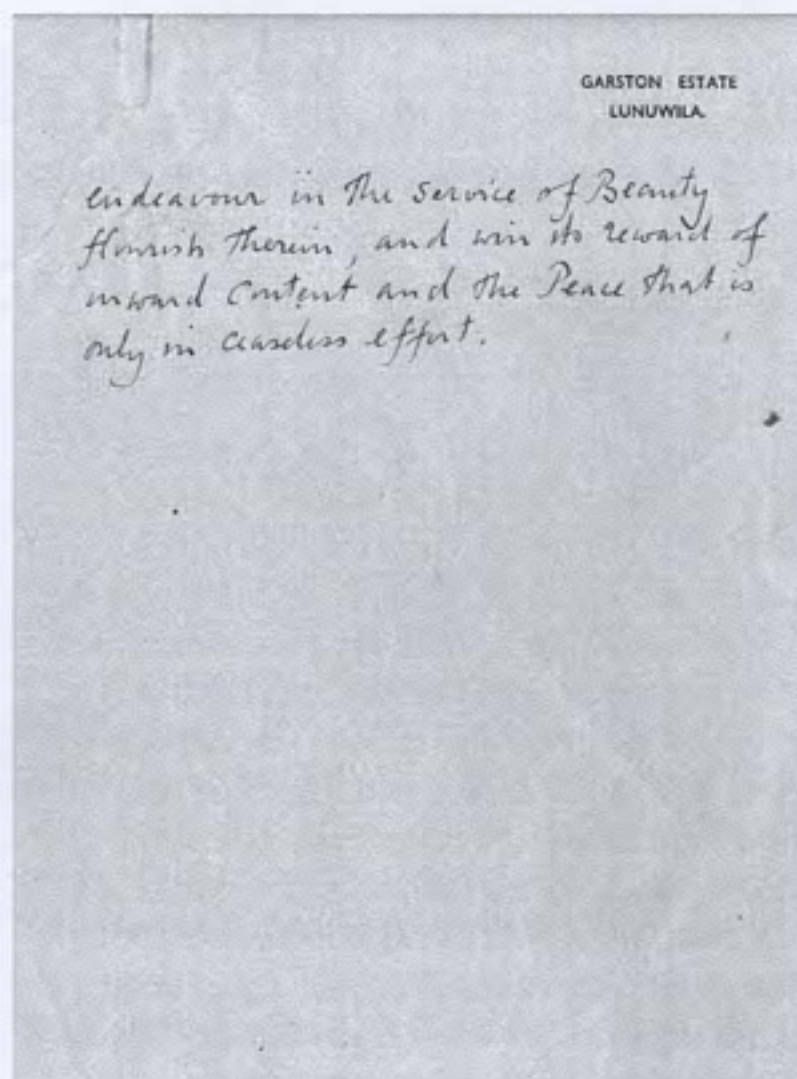 GARSTON ESTATE
LUNUWILA.
endeavour in the service of Beauty
flourish therein, and win its reward of
inward Content and the Peace that is
only in ceaseless effort.